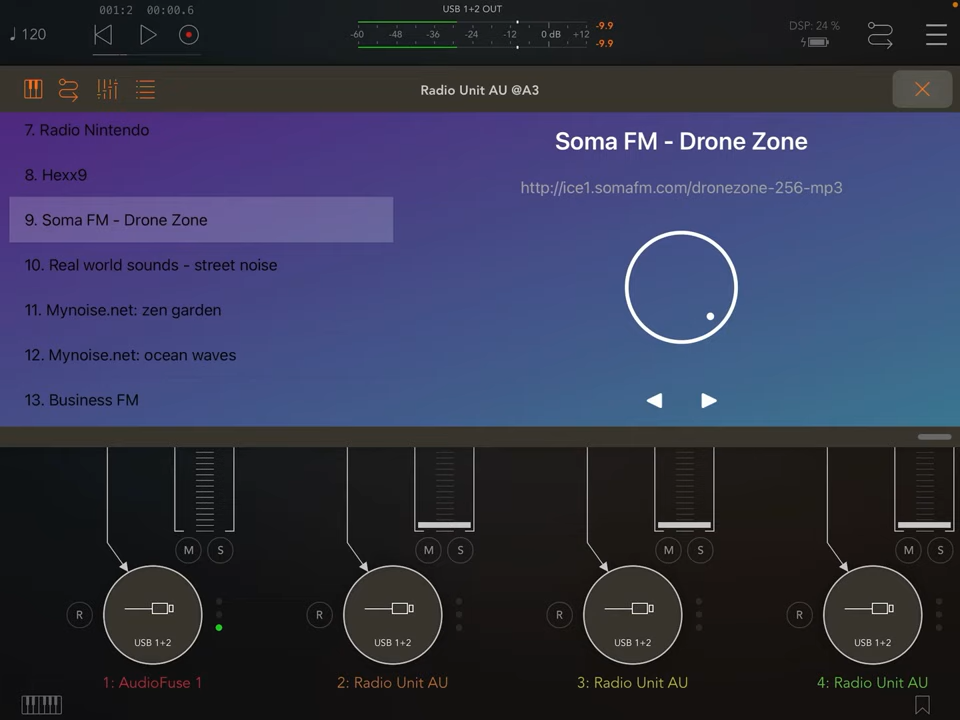 001:2 00:00.6
USB 1+2 OUT
♩120
-60 -48 -36 -24 -12 0 dB +12
-9.9
-9.9
DSP: 24 %
Radio Unit AU @A3
7. Radio Nintendo
8. Hexx9
9. Soma FM - Drone Zone
10. Real world sounds - street noise
11. Mynoise.net: zen garden
12. Mynoise.net: ocean waves
13. Business FM
Soma FM - Drone Zone
http://ice1.somafm.com/dronezone-256-mp3
M S M S M S M S
R R R R
USB 1+2 USB 1+2 USB 1+2 USB 1+2
1: AudioFuse 1 2: Radio Unit AU 3: Radio Unit AU 4: Radio Unit AU